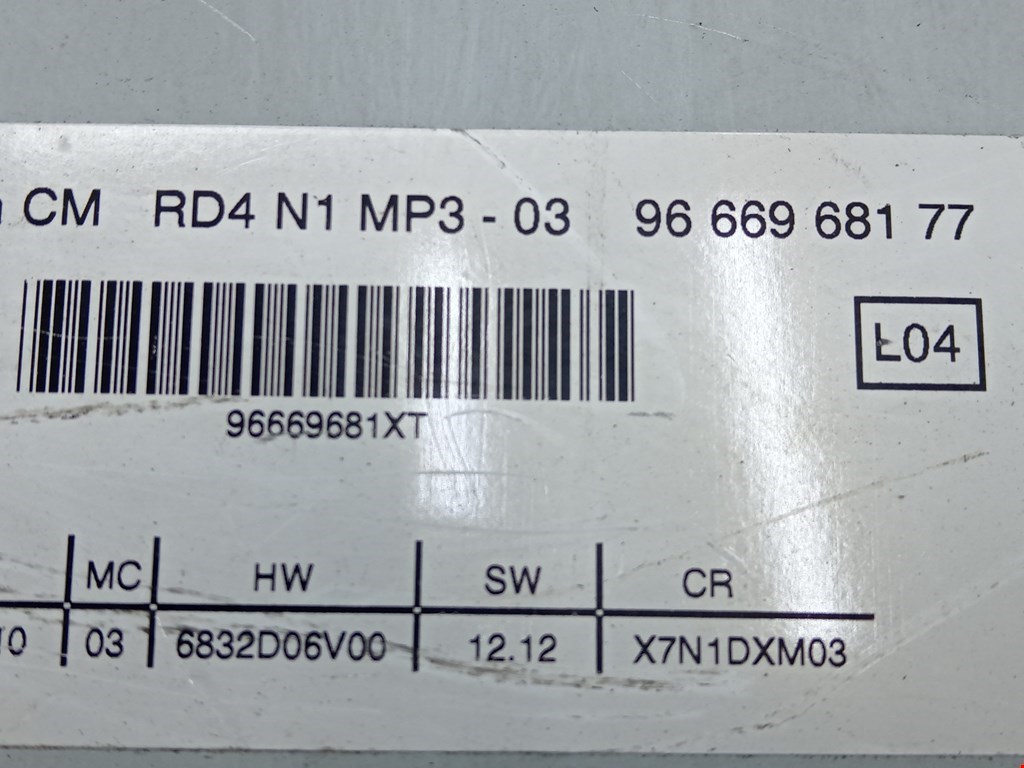 CM RD4 N1 MP3 - 03 96 669 681 77
L04
96669681XT
MC HW SW CR
10 03 6832D06V00 12.12 X7N1DXM03